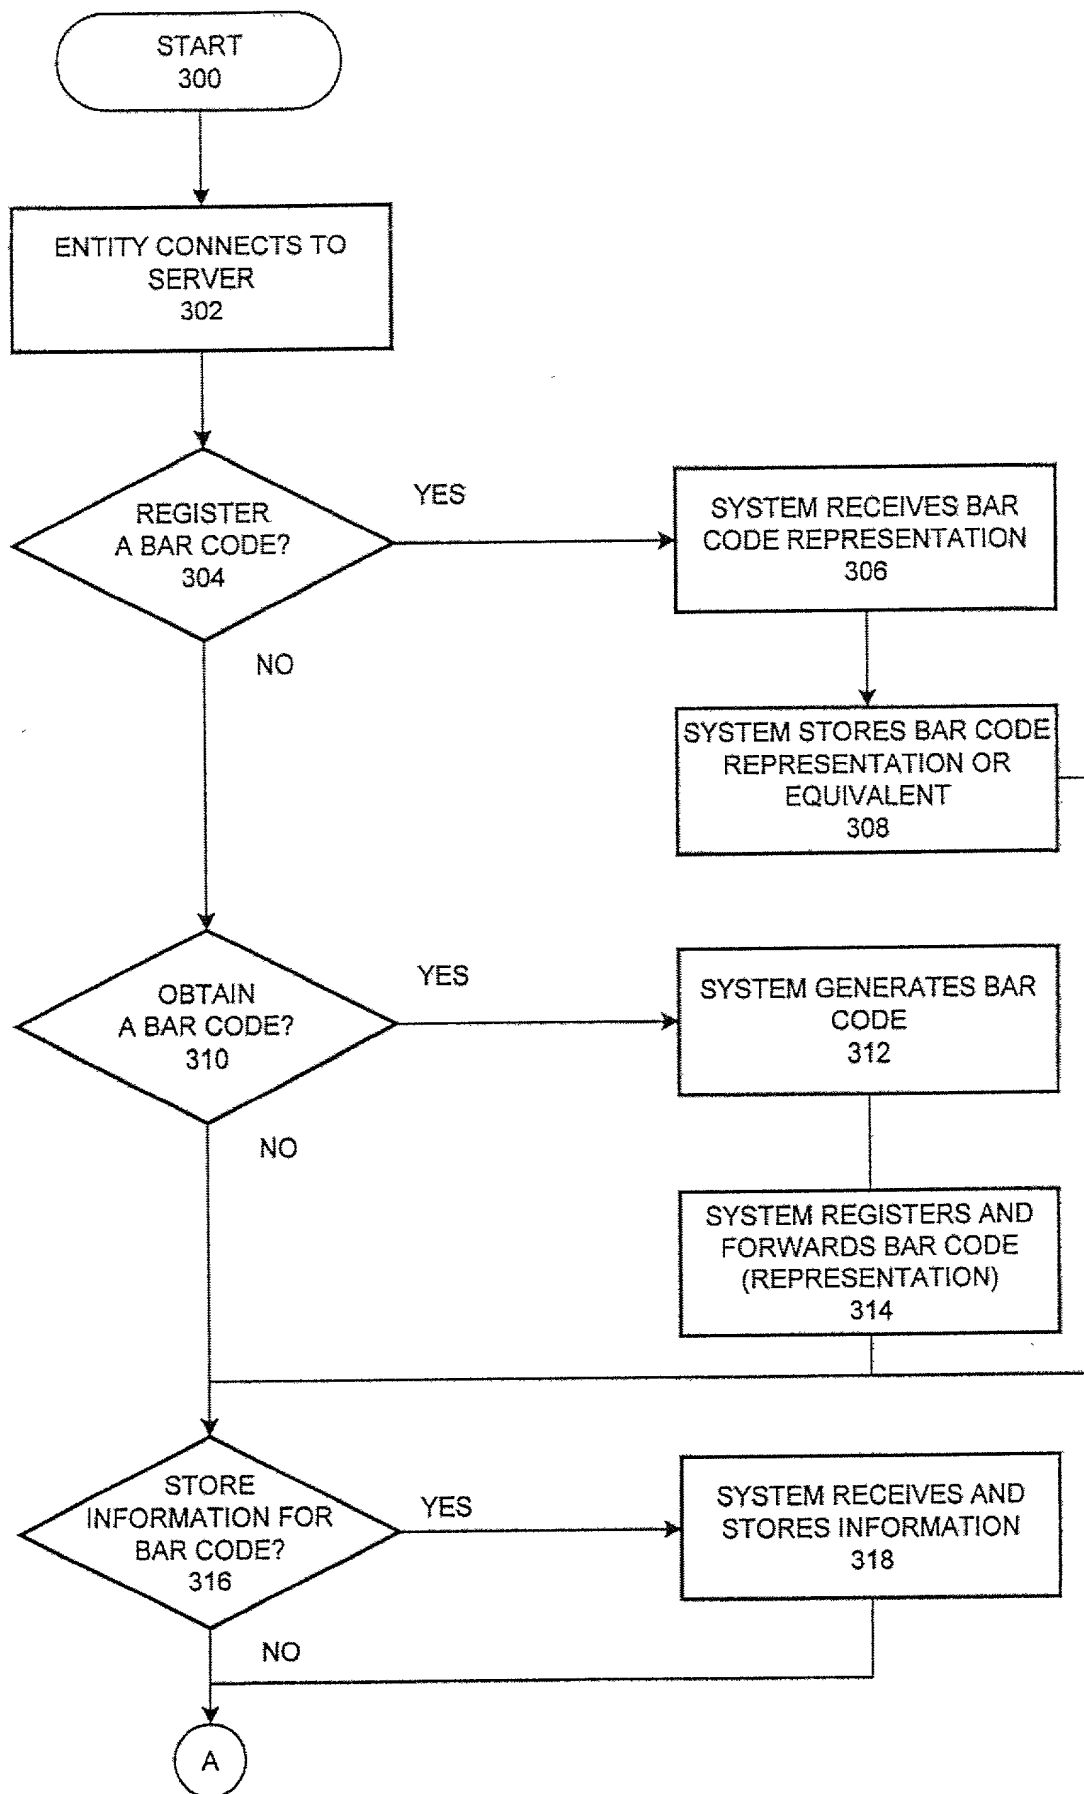 START
300
ENTITY CONNECTS TO
SERVER
302
REGISTER
A BAR CODE?
304
YES
NO
SYSTEM RECEIVES BAR
CODE REPRESENTATION
306
SYSTEM STORES BAR CODE
REPRESENTATION OR
EQUIVALENT
308
OBTAIN
A BAR CODE?
310
YES
NO
SYSTEM GENERATES BAR
CODE
312
SYSTEM REGISTERS AND
FORWARDS BAR CODE
(REPRESENTATION)
314
STORE
INFORMATION FOR
BAR CODE?
316
YES
NO
SYSTEM RECEIVES AND
STORES INFORMATION
318
A